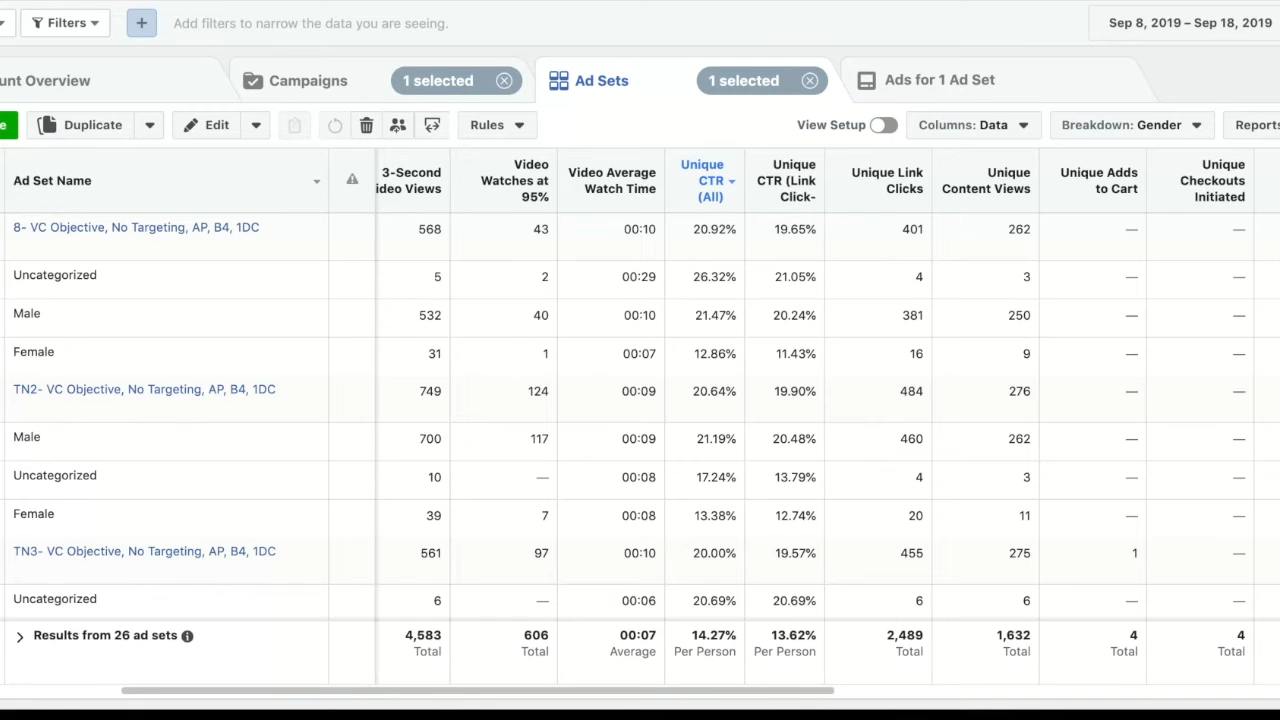 Filters
+
Add filters to narrow the data you are seeing.
Sep 8, 2019 – Sep 18, 2019
unt Overview
Campaigns
1 selected
Ad Sets
1 selected
Ads for 1 Ad Set
e
Duplicate
Edit
Rules
View Setup
Columns: Data
Breakdown: Gender
Reports
Ad Set Name
3-Second
ideo Views
Video
Watches at
95%
Video Average
Watch Time
Unique
CTR
(All)
Unique
CTR (Link
Click-
Unique Link
Clicks
Unique
Content Views
Unique Adds
to Cart
Unique
Checkouts
Initiated
8- VC Objective, No Targeting, AP, B4, 1DC 568 43 00:10 20.92% 19.65% 401 262 — —
Uncategorized 5 2 00:29 26.32% 21.05% 4 3 — —
Male 532 40 00:10 21.47% 20.24% 381 250 — —
Female 31 1 00:07 12.86% 11.43% 16 9 — —
TN2- VC Objective, No Targeting, AP, B4, 1DC 749 124 00:09 20.64% 19.90% 484 276 — —
Male 700 117 00:09 21.19% 20.48% 460 262 — —
Uncategorized 10 — 00:08 17.24% 13.79% 4 3 — —
Female 39 7 00:08 13.38% 12.74% 20 11 — —
TN3- VC Objective, No Targeting, AP, B4, 1DC 561 97 00:10 20.00% 19.57% 455 275 1 —
Uncategorized 6 — 00:06 20.69% 20.69% 6 6 — —
Results from 26 ad sets 4,583 606 00:07 14.27% 13.62% 2,489 1,632 4 4
Total Total Average Per Person Per Person Total Total Total Total